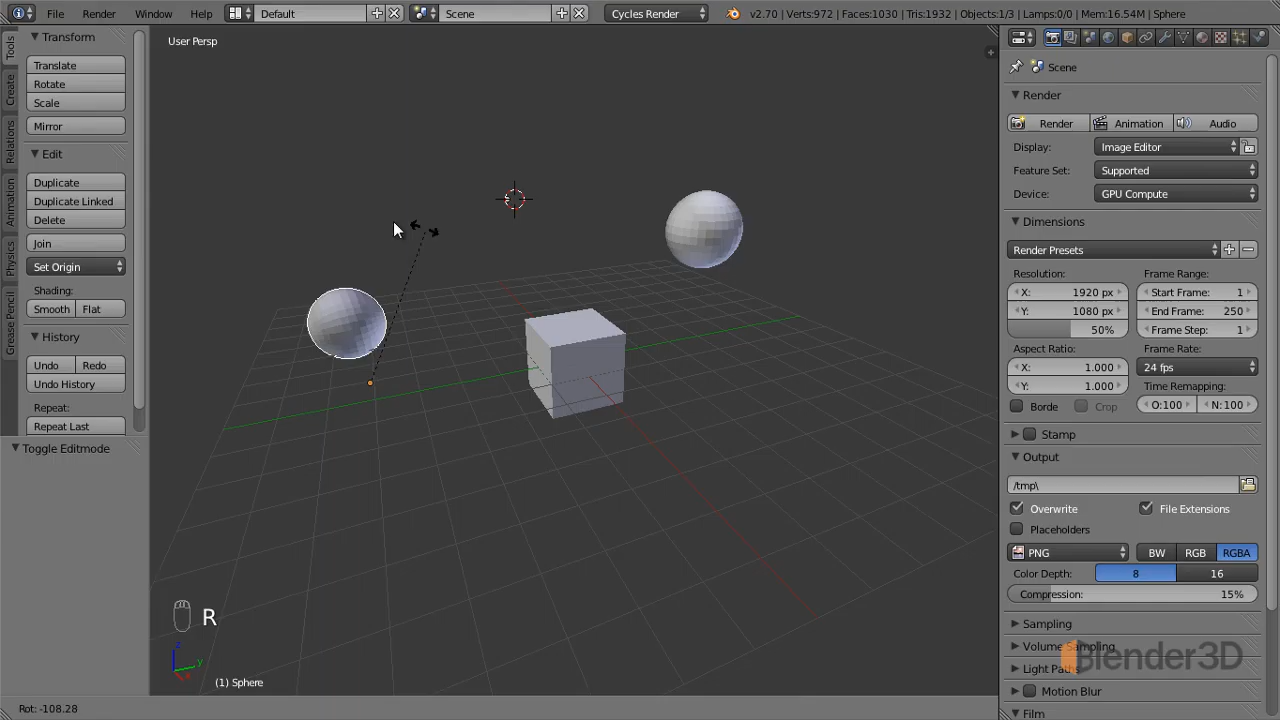 File
Render
Window
Help
Default
Scene
Cycles Render
v2.70 | Verts:972 | Faces:1030 | Tris:1932 | Objects:1/3 | Lamps:0/0 | Mem:16.54M | Sphere
Tools
Create
Relations
Animation
Physics
Grease Pencil
Transform
Translate
Rotate
Scale
Mirror
Edit
Duplicate
Duplicate Linked
Delete
Join
Set Origin
Shading:
Smooth Flat
History
Undo Redo
Undo History
Repeat:
Repeat Last
Toggle Editmode
User Persp
R
z
y
x
(1) Sphere
Rot: -108.28
Scene
Render
Render Animation Audio
Display: Image Editor
Feature Set: Supported
Device: GPU Compute
Dimensions
Render Presets
Resolution: Frame Range:
X: 1920 px Start Frame: 1
Y: 1080 px End Frame: 250
50% Frame Step: 1
Aspect Ratio: Frame Rate:
X: 1.000 24 fps
Y: 1.000 Time Remapping:
Borde Crop O:100 N:100
Stamp
Output
/tmp\
Overwrite File Extensions
Placeholders
PNG BW RGB RGBA
Color Depth: 8 16
Compression: 15%
Sampling
Volume Sampling
Light Paths
Blender3D
Motion Blur
Film